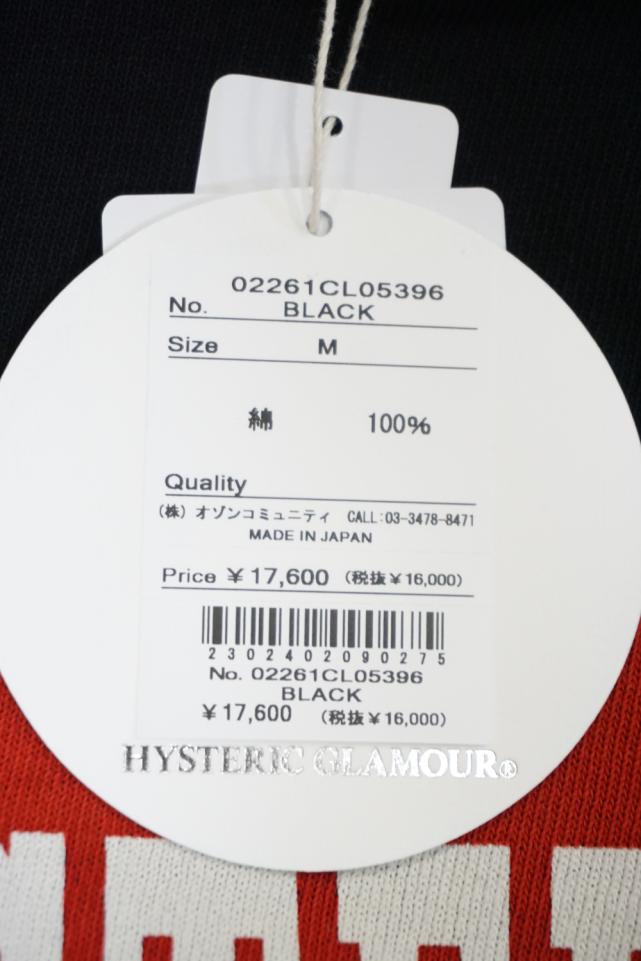 02261CL05396
No. BLACK
Size M
綿 100%
Quality
(株) オゾンコミュニティ CALL:03-3478-8471
MADE IN JAPAN
Price ¥17,600 (税抜¥16,000)
2302402090275
No. 02261CL05396
BLACK
¥17,600 (税抜¥16,000)
HYSTERIC GLAMOUR®